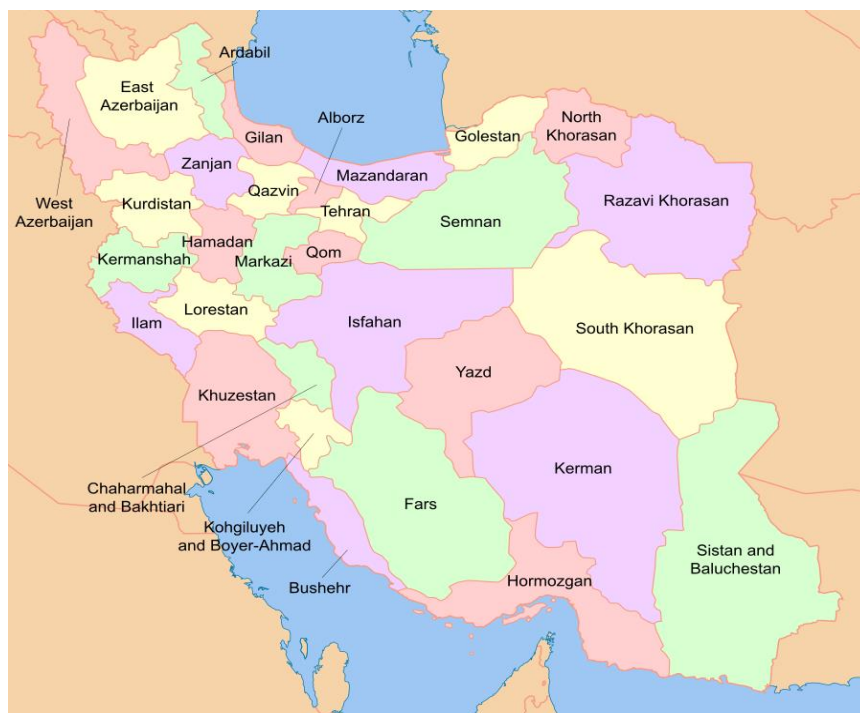 Ardabil
East
Azerbaijan
Gilan
Alborz
Golestan
North
Khorasan
Zanjan
Mazandaran
Qazvin
West
Azerbaijan
Kurdistan
Tehran
Semnan
Razavi Khorasan
Hamadan
Kermanshah
Markazi
Qom
Ilam
Lorestan
Isfahan
South Khorasan
Khuzestan
Yazd
Kerman
Chaharmahal
and Bakhtiari
Fars
Kohgiluyeh
and Boyer-Ahmad
Sistan and
Baluchestan
Bushehr
Hormozgan